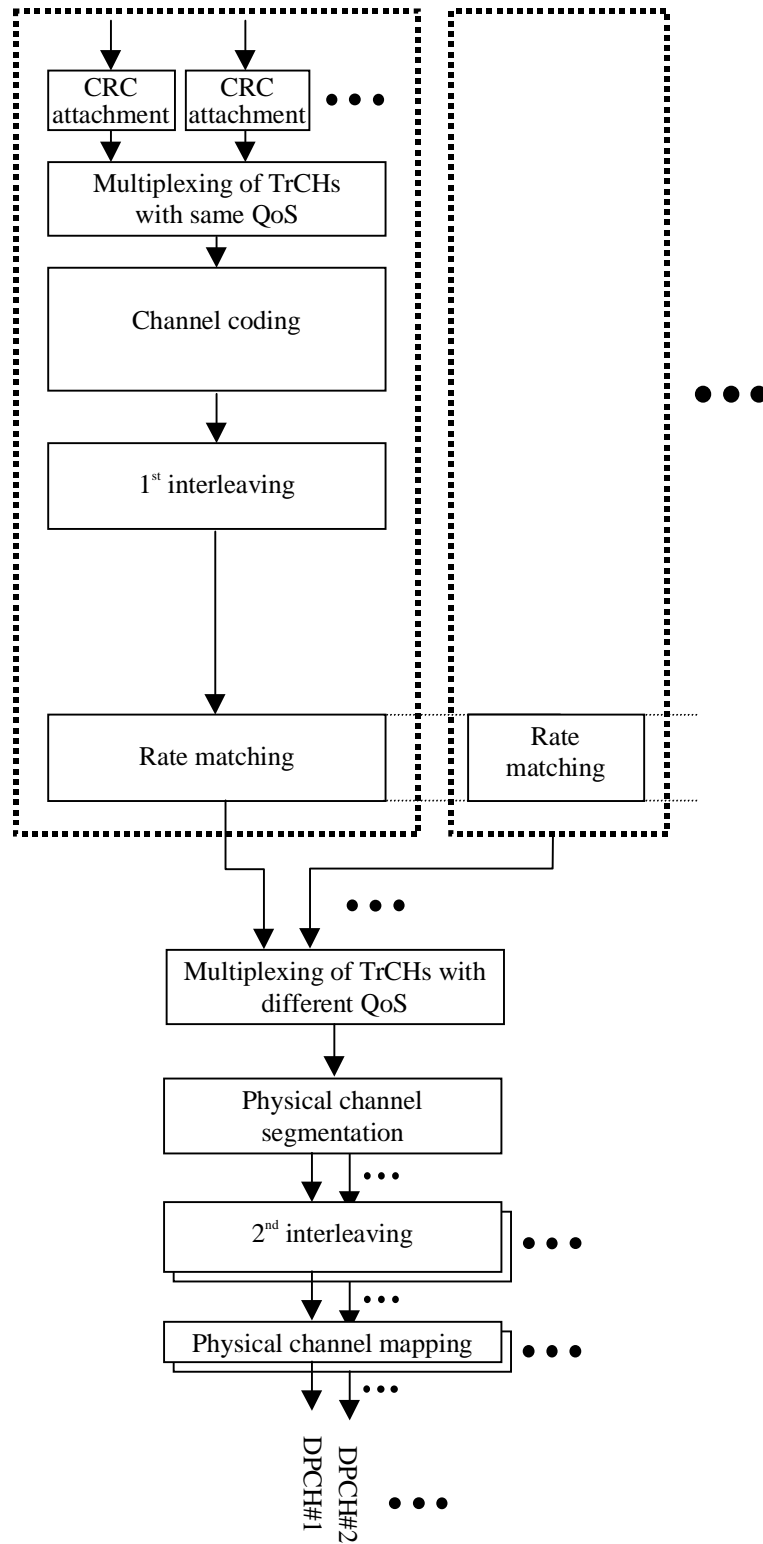 CRC
attachment
CRC
attachment
Multiplexing of TrCHs
with same QoS
Channel coding
1st interleaving
Rate matching
Rate
matching
Multiplexing of TrCHs with
different QoS
Physical channel
segmentation
2nd interleaving
Physical channel mapping
DPCH#1
DPCH#2